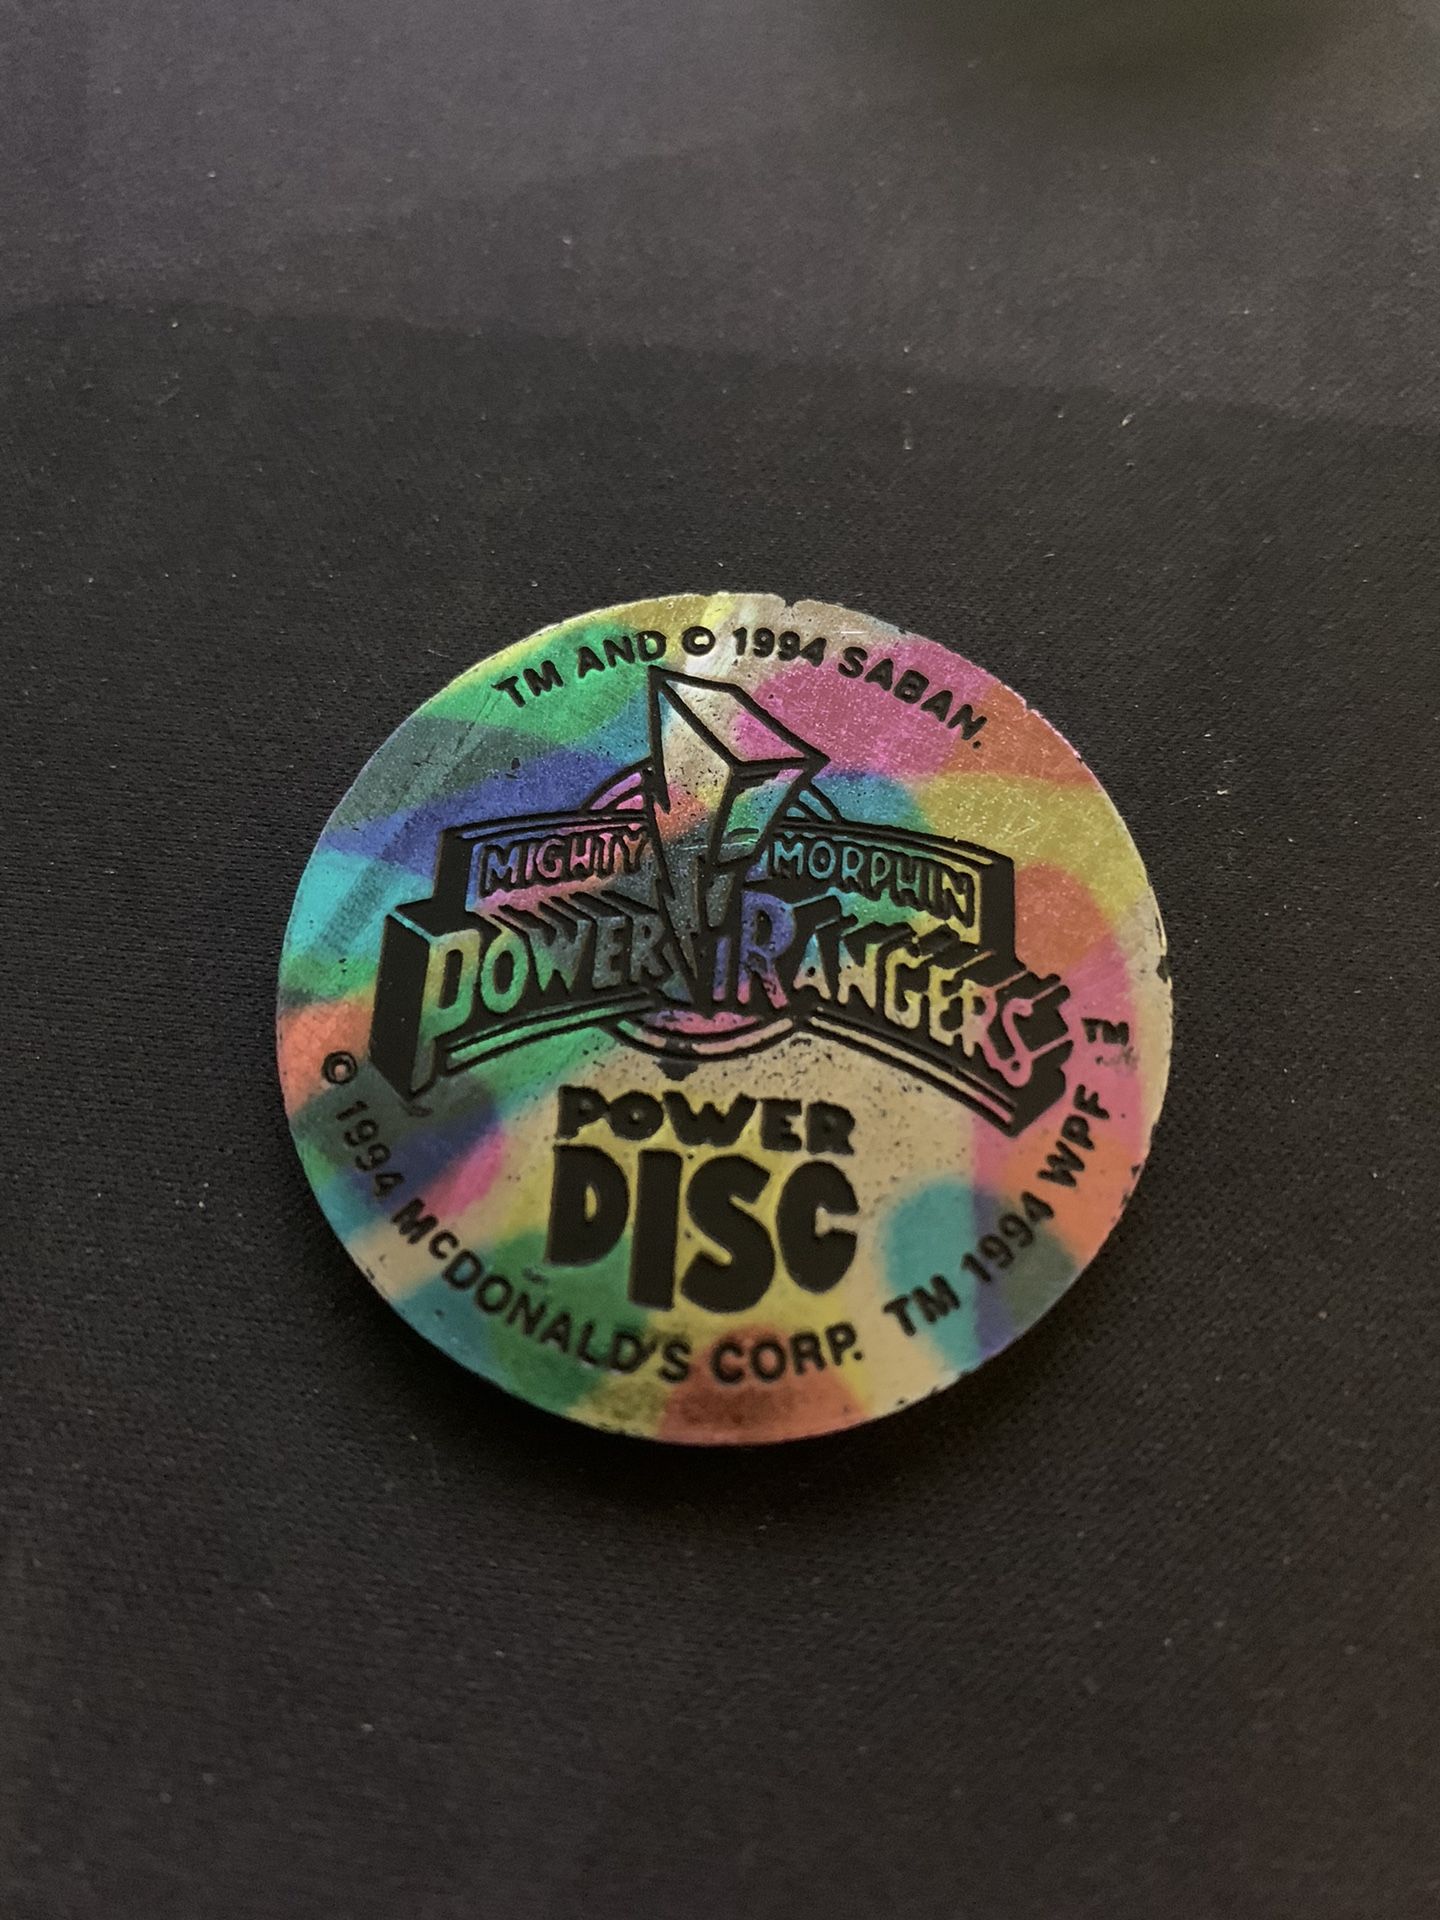 TM AND © 1994 SABAN.
MIGHTY MORPHIN
POWER RANGERS
TM
POWER
DISC
© 1994 McDONALD'S CORP. TM 1994 WPF